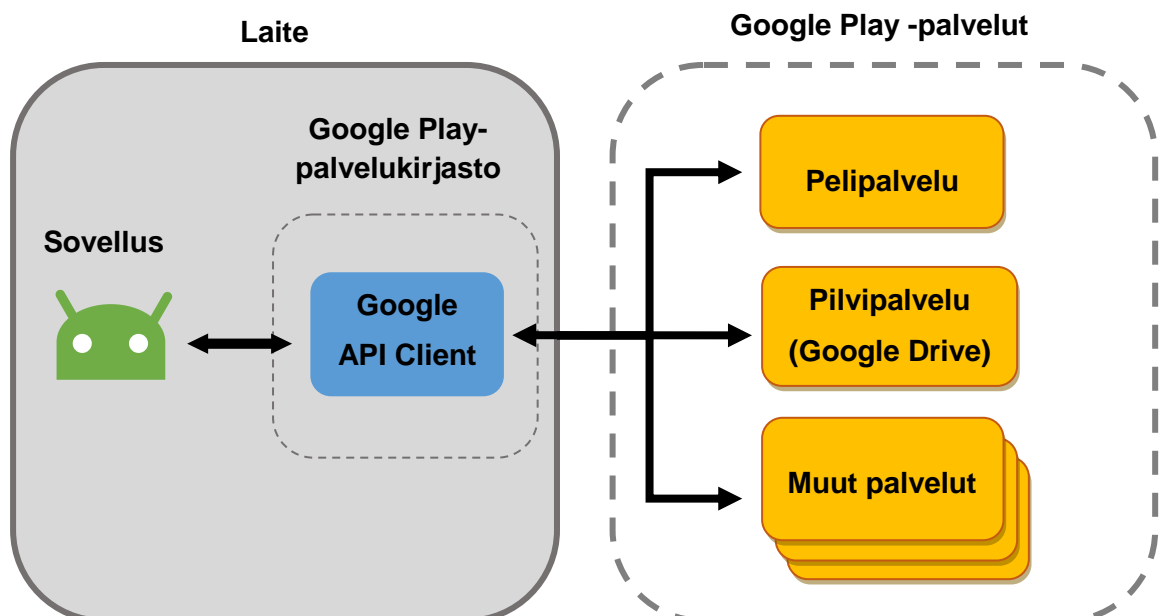 Laite
Google Play-
palvelukirjasto
Sovellus
Google
API Client
Google Play -palvelut
Pelipalvelu
Pilvipalvelu
(Google Drive)
Muut palvelut